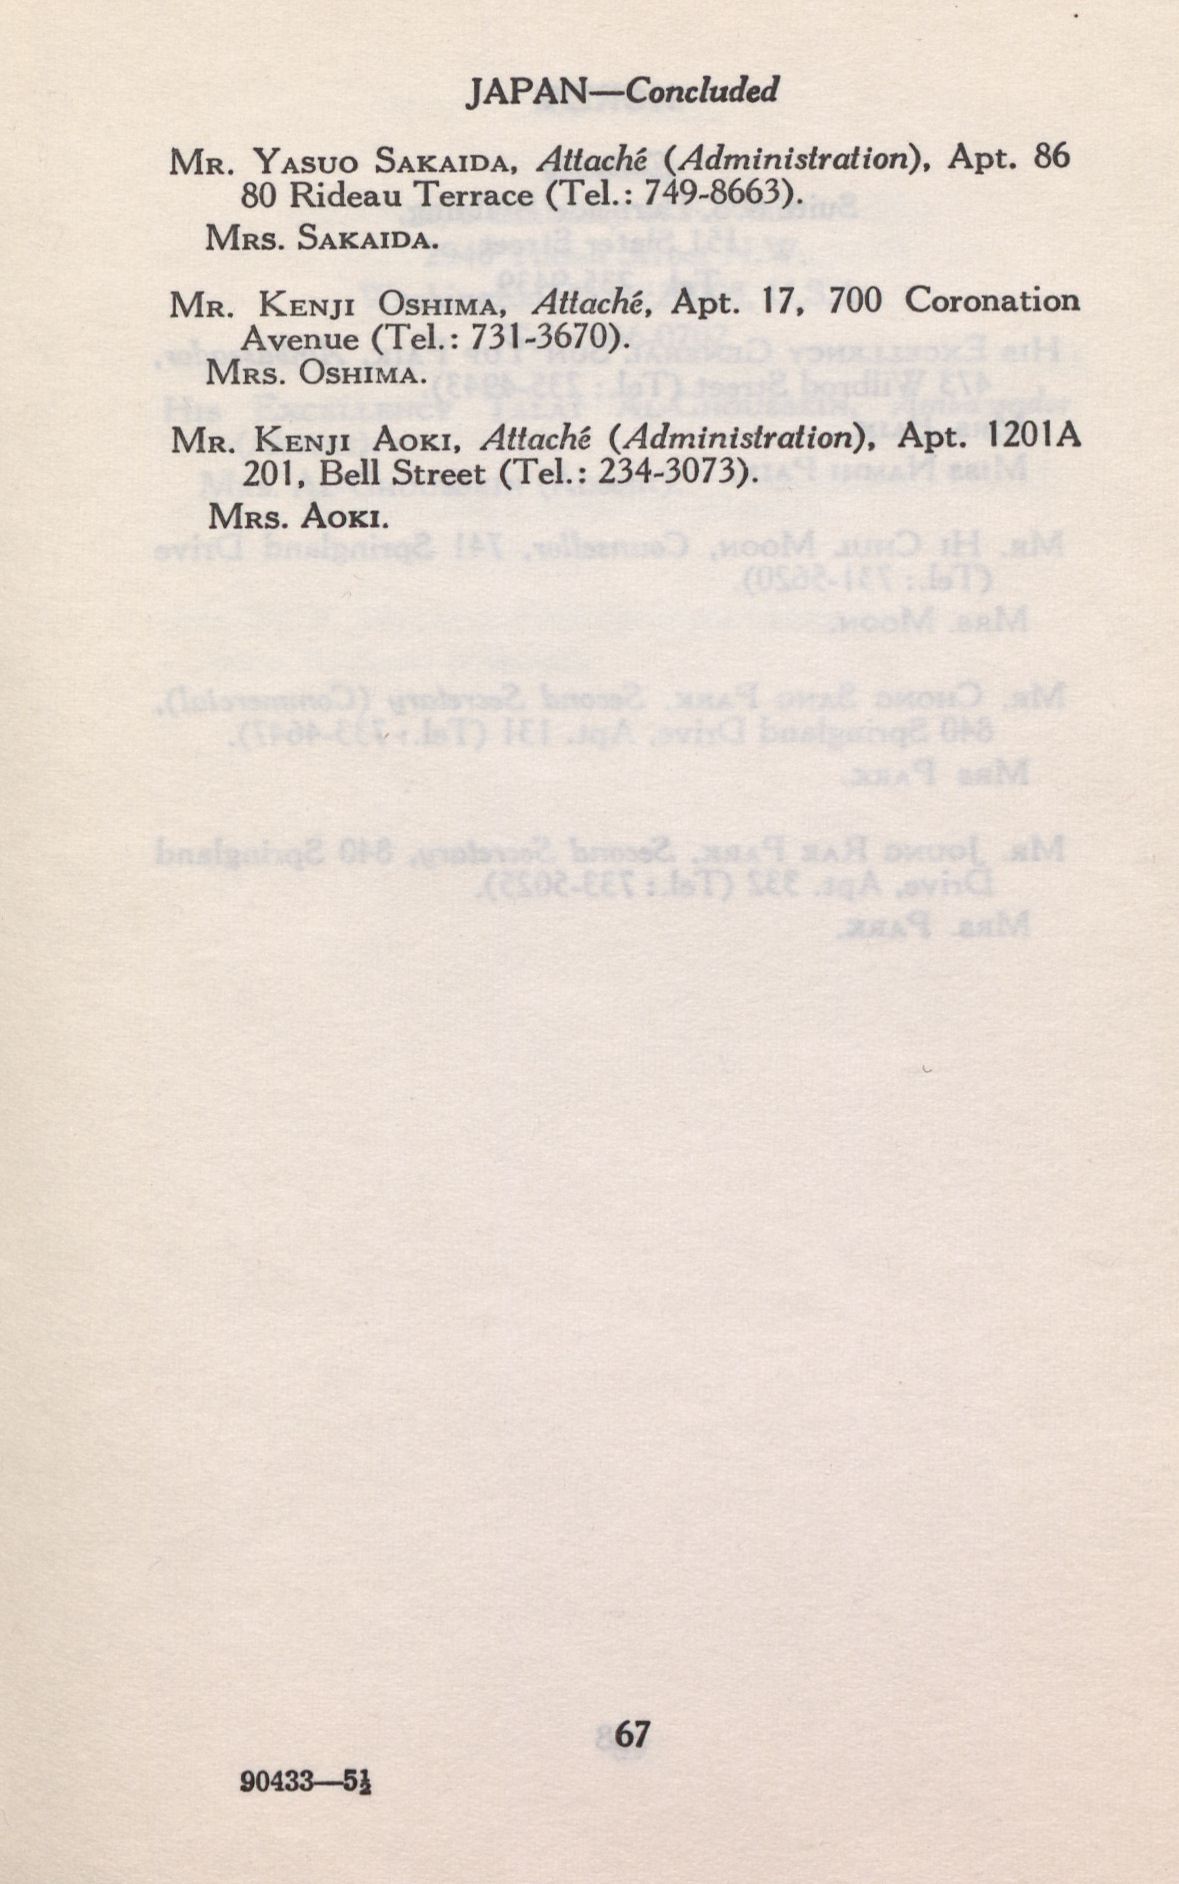 JAPAN—Concluded
MR. YASUO SAKAIDA, Attaché (Administration), Apt. 86
80 Rideau Terrace (Tel.: 749-8663).
MRS. SAKAIDA.
MR. KENJI OSHIMA, Attaché, Apt. 17, 700 Coronation
Avenue (Tel.: 731-3670).
MRS. OSHIMA.
MR. KENJI AOKI, Attaché (Administration), Apt. 1201A
201, Bell Street (Tel.: 234-3073).
MRS. AOKI.
67
90433—5½